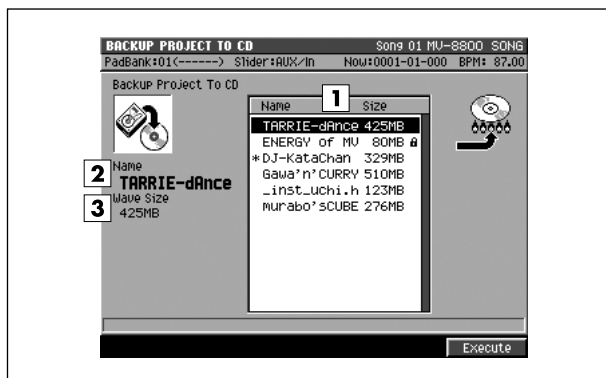 BACKUP PROJECT TO CD Song 01 MV-8800 SONG
PadBank:01(------) Slider:AUX/In Now:0001-01-000 BPM: 87.00
Backup Project To CD
1
Name Size
TARRIE-dAnce 425MB
ENERGY of MV 80MB
*DJ-KataChan 329MB
Gawa'n'CURRY 510MB
_inst_uchi.h 123MB
murabo'sCUBE 276MB
2
Name
TARRIE-dAnce
3
Wave Size
425MB
Execute